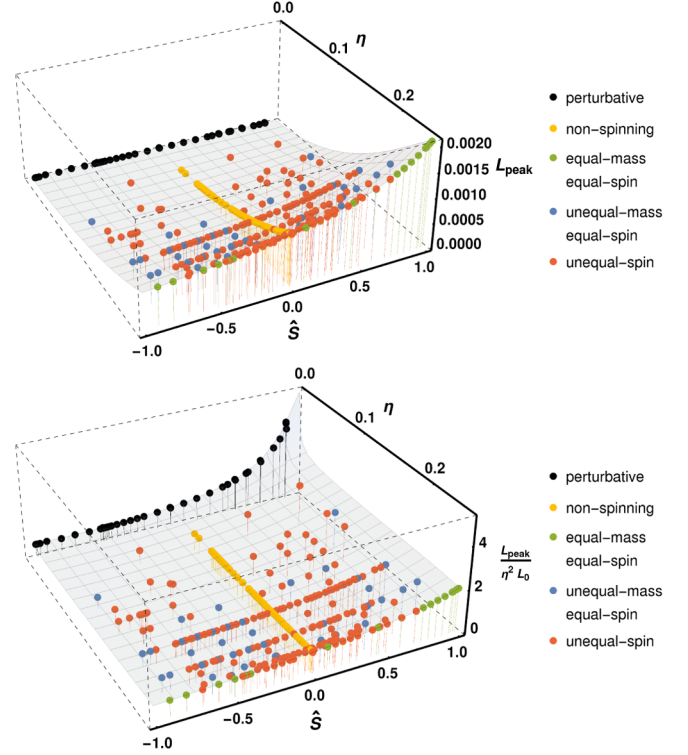 0.0
0.1
η
0.2
0.0020
0.0015
L_peak
0.0010
0.0005
0.0000
1.0
0.5
0.0
−0.5
Ŝ
−1.0
perturbative
non-spinning
equal-mass
equal-spin
unequal-mass
equal-spin
unequal-spin
0.0
0.1
η
0.2
4
2
0
L_peak
η² L₀
1.0
0.5
0.0
−0.5
Ŝ
−1.0
perturbative
non-spinning
equal-mass
equal-spin
unequal-mass
equal-spin
unequal-spin